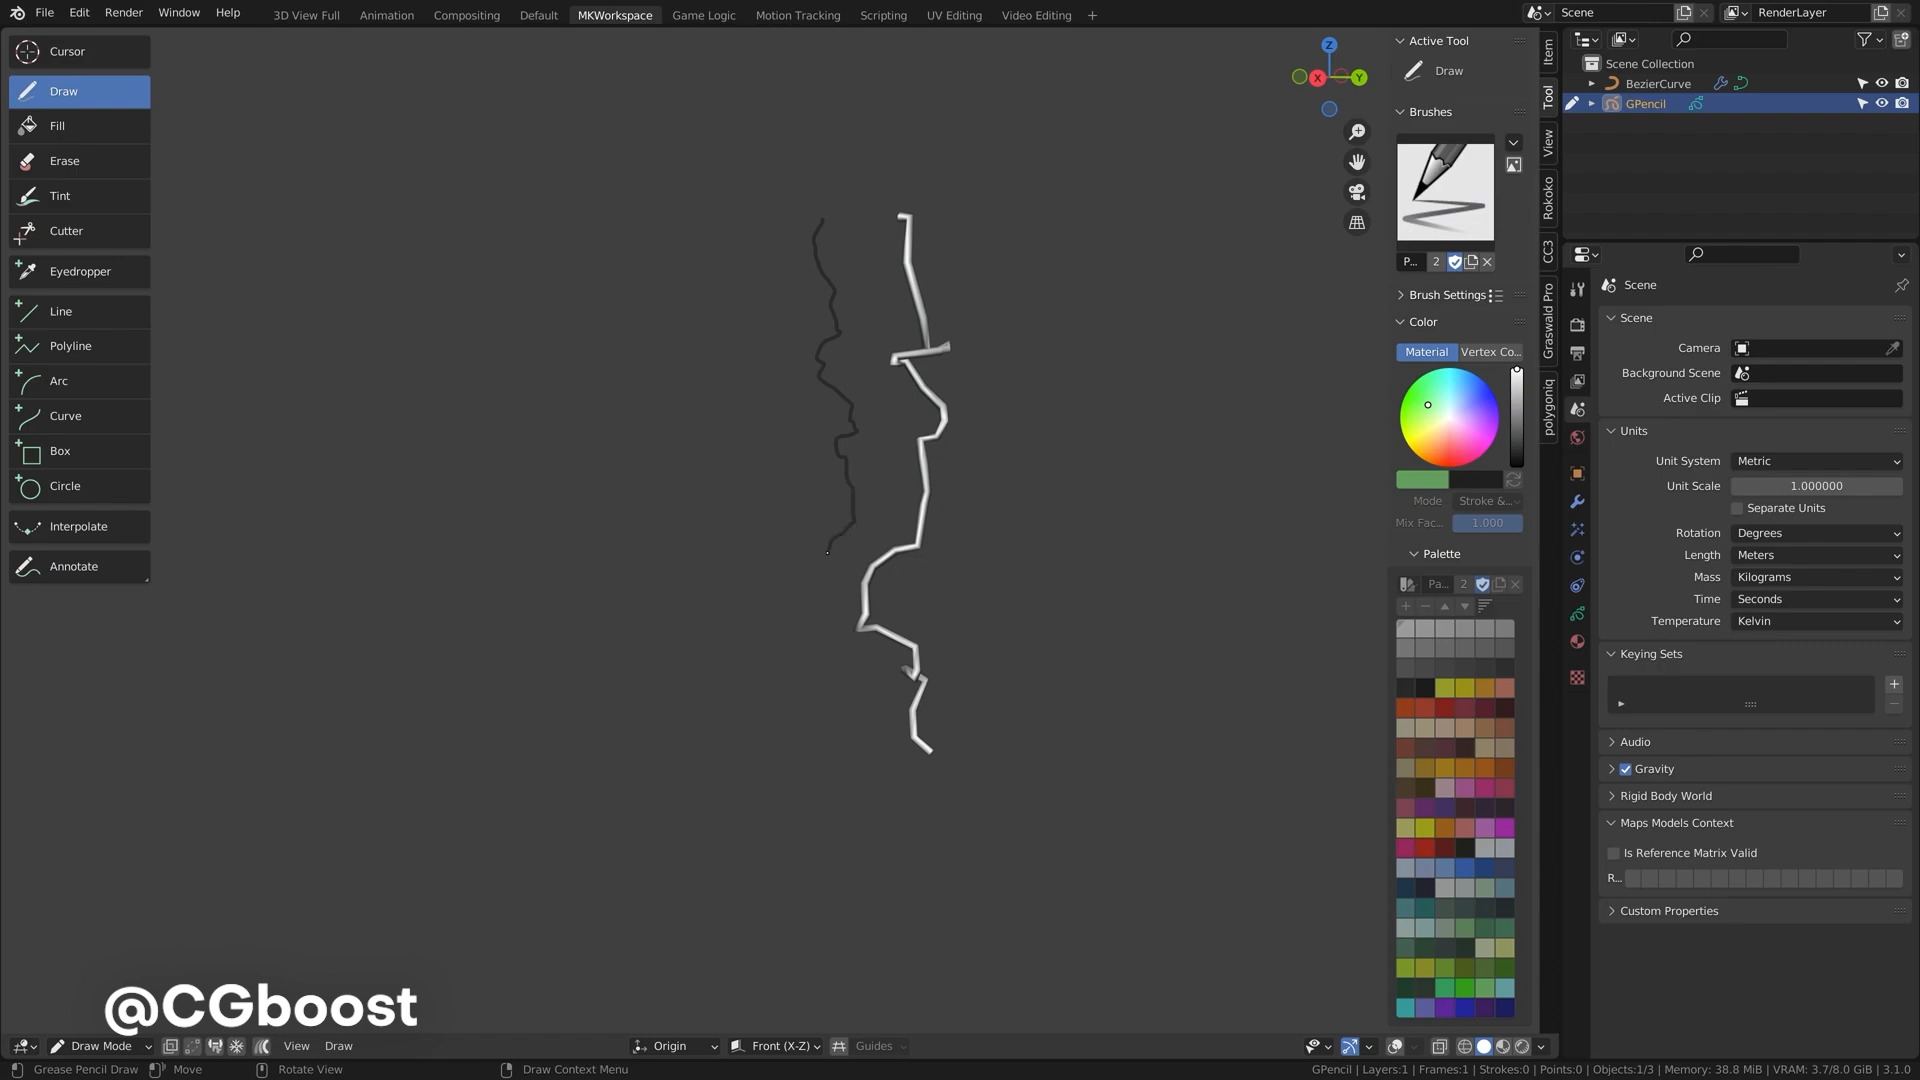 File Edit Render Window Help 3D View Full Animation Compositing Default MKWorkspace Game Logic Motion Tracking Scripting UV Editing Video Editing Scene RenderLayer
Cursor
Draw
Fill
Erase
Tint
Cutter
Eyedropper
Line
Polyline
Arc
Curve
Box
Circle
Interpolate
Annotate
Z
X
Y
Active Tool
Draw
Brushes
P... 2
Brush Settings
Color
Material Vertex Co...
Mode Stroke &...
Mix Fac... 1.000
Palette
Pa... 2
Item
Tool
View
Rokoko
CC3
Graswald Pro
polygoniq
Scene Collection
BezierCurve
GPencil
Scene
Scene
Camera
Background Scene
Active Clip
Units
Unit System Metric
Unit Scale 1.000000
Separate Units
Rotation Degrees
Length Meters
Mass Kilograms
Time Seconds
Temperature Kelvin
Keying Sets
Audio
Gravity
Rigid Body World
Maps Models Context
Is Reference Matrix Valid
R...
Custom Properties
@CGboost
Draw Mode View Draw Origin Front (X-Z) Guides
Grease Pencil Draw Move Rotate View Draw Context Menu GPencil | Layers:1 | Frames:1 | Strokes:0 | Points:0 | Objects:1/3 | Memory: 38.8 MiB | VRAM: 3.7/8.0 GiB | 3.1.0